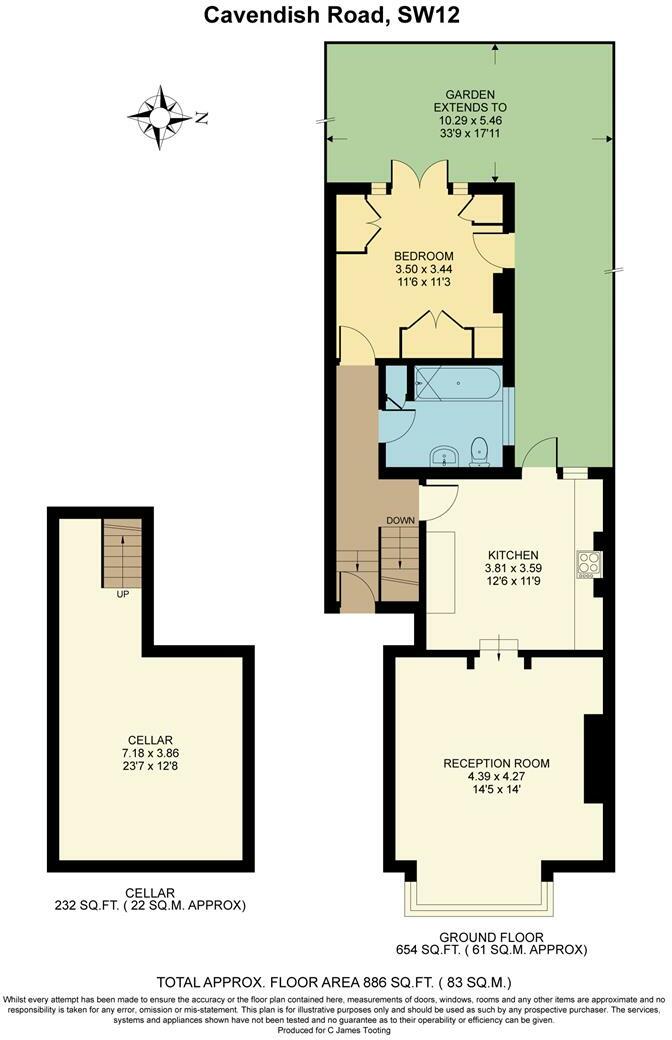 Cavendish Road, SW12
N
GARDEN
EXTENDS TO
10.29 x 5.46
33'9 x 17'11
BEDROOM
3.50 x 3.44
11'6 x 11'3
DOWN
KITCHEN
3.81 x 3.59
12'6 x 11'9
UP
CELLAR
7.18 x 3.86
23'7 x 12'8
RECEPTION ROOM
4.39 x 4.27
14'5 x 14'
CELLAR
232 SQ.FT. ( 22 SQ.M. APPROX)
GROUND FLOOR
654 SQ.FT. ( 61 SQ.M. APPROX)
TOTAL APPROX. FLOOR AREA 886 SQ.FT. ( 83 SQ.M.)
Whilst every attempt has been made to ensure the accuracy or the floor plan contained here, measurements of doors, windows, rooms and any other items are approximate and no
responsibility is taken for any error, omission or mis-statement. This plan is for illustrative purposes only and should be used as such by any prospective purchaser. The services,
systems and appliances shown have not been tested and no guarantee as to their operability or efficiency can be given.
Produced for C James Tooting